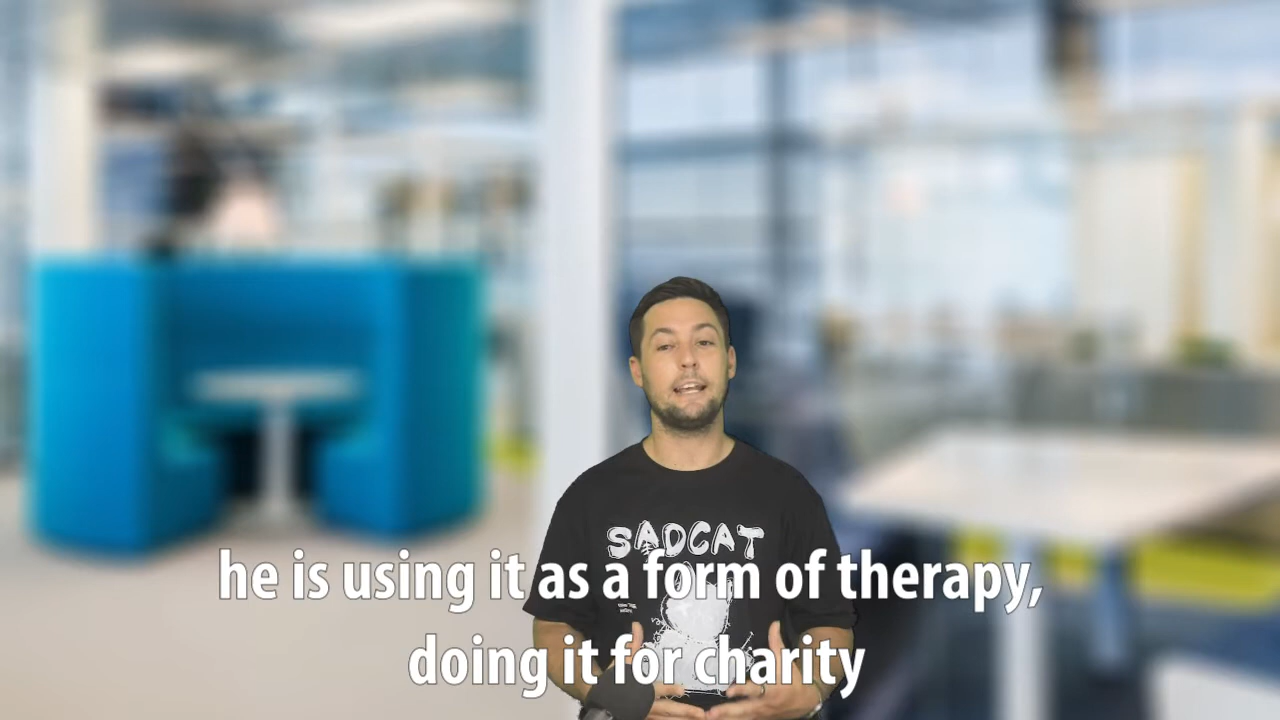 SADCAT
he is using it as a form of therapy,
doing it for charity